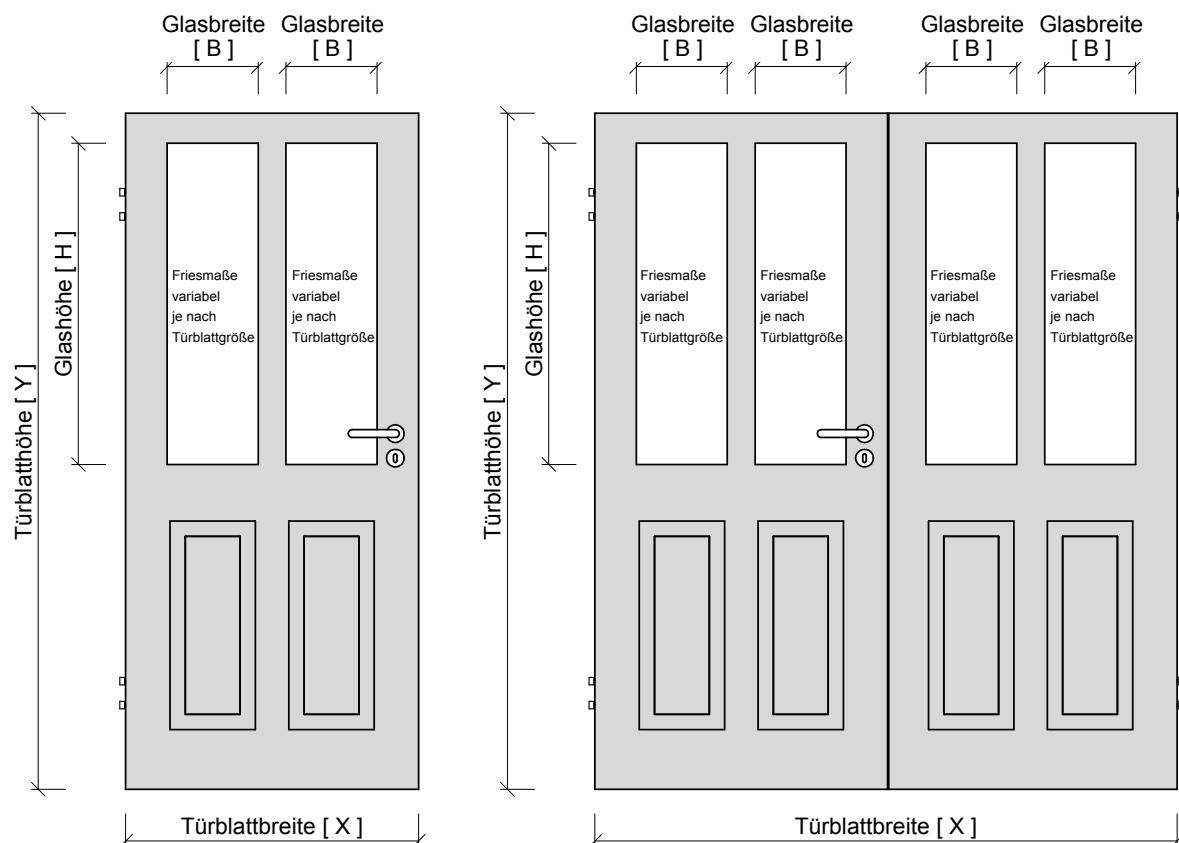 Glasbreite
[ B ]
Glasbreite
[ B ]
Glasbreite
[ B ]
Glasbreite
[ B ]
Glasbreite
[ B ]
Glasbreite
[ B ]
Türblatthöhe [ Y ]
Glashöhe [ H ]
Friesmaße
variabel
je nach
Türblattgröße
Friesmaße
variabel
je nach
Türblattgröße
Türblattbreite [ X ]
Türblatthöhe [ Y ]
Glashöhe [ H ]
Friesmaße
variabel
je nach
Türblattgröße
Friesmaße
variabel
je nach
Türblattgröße
Friesmaße
variabel
je nach
Türblattgröße
Friesmaße
variabel
je nach
Türblattgröße
Türblattbreite [ X ]